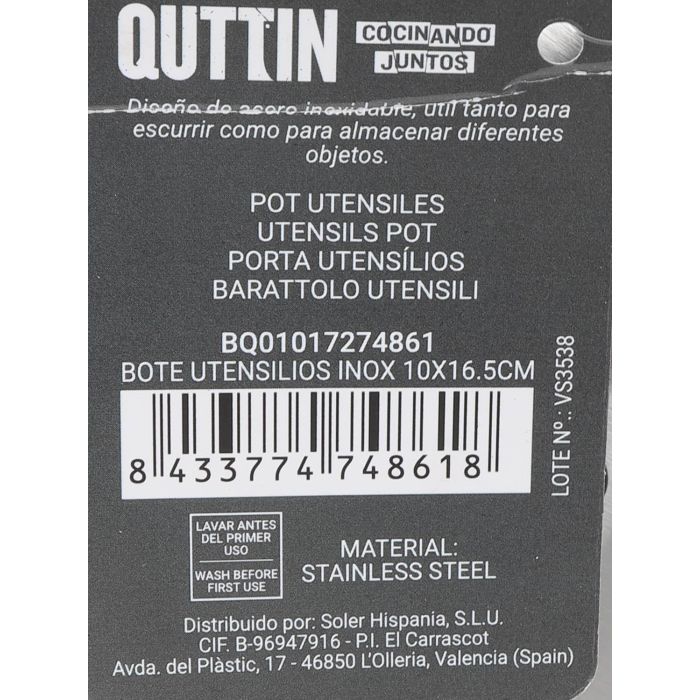 QUTTIN
COCINANDO
JUNTOS
Diseño de acero inoxidable, útil tanto para
escurrir como para almacenar diferentes
objetos.
POT UTENSILES
UTENSILS POT
PORTA UTENSÍLIOS
BARATTOLO UTENSILI
BQ01017274861
BOTE UTENSILIOS INOX 10X16.5CM
8 433774 748618
LOTE Nº.: VS3538
LAVAR ANTES
DEL PRIMER
USO
WASH BEFORE
FIRST USE
MATERIAL:
STAINLESS STEEL
Distribuido por: Soler Hispania, S.L.U.
CIF. B-96947916 - P.I. El Carrascot
Avda. del Plàstic, 17 - 46850 L'Olleria, Valencia (Spain)